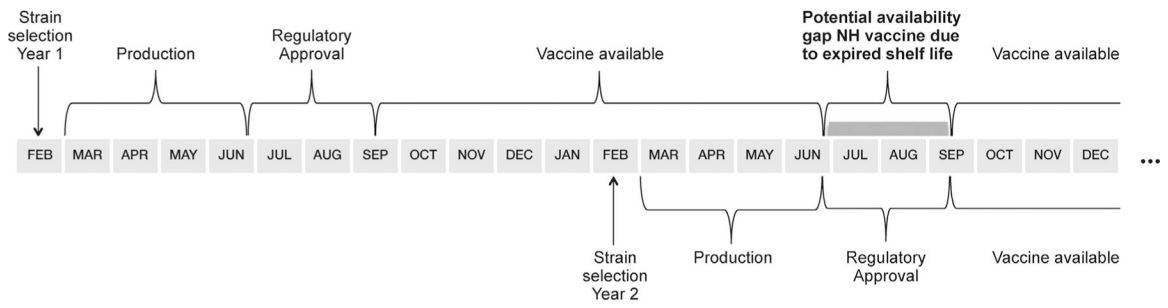 Strain
selection
Year 1
Production
Regulatory
Approval
Vaccine available
Potential availability
gap NH vaccine due
to expired shelf life
Vaccine available
FEB MAR APR MAY JUN JUL AUG SEP OCT NOV DEC JAN FEB MAR APR MAY JUN JUL AUG SEP OCT NOV DEC ...
Strain
selection
Year 2
Production
Regulatory
Approval
Vaccine available